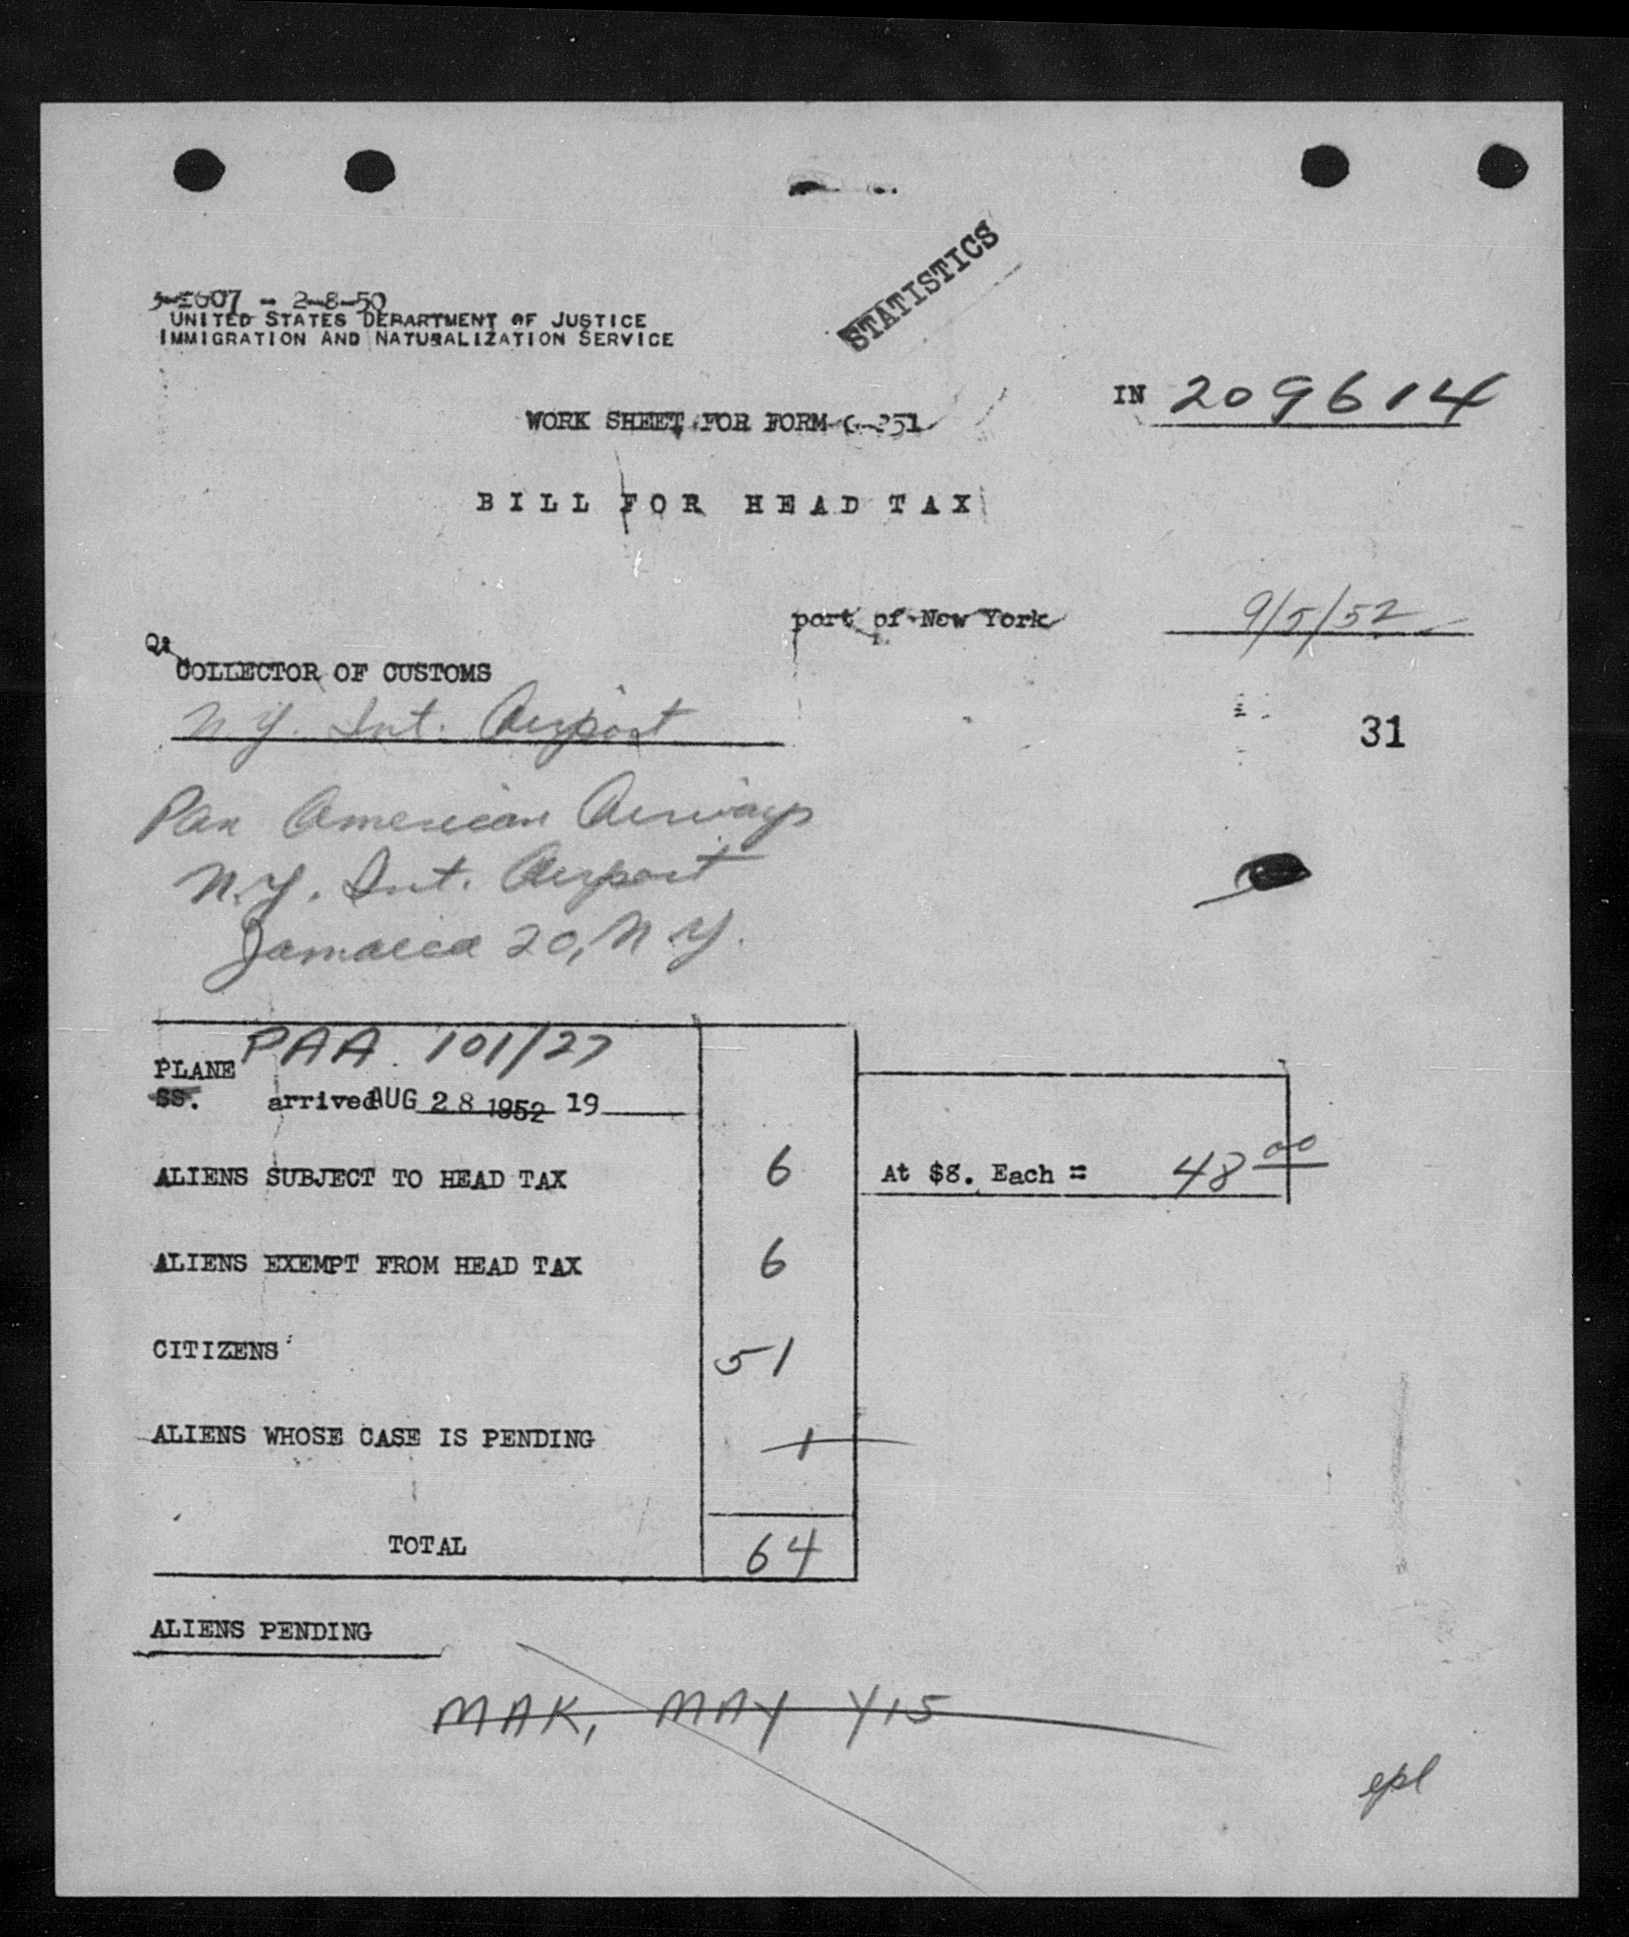 STATISTICS
2-8-50
UNITED STATES DEPARTMENT OF JUSTICE
IMMIGRATION AND NATURALIZATION SERVICE
IN 209614
WORK SHEET FOR FORM G-251
BILL FOR HEAD TAX
port of New York 9/5/52
COLLECTOR OF CUSTOMS
N.Y. Int. Airport
31
Pan American Airways
N.Y. Int. Airport
Jamaica 20, N.Y.
PAA 101/27
PLANE
SS. arrived AUG 28 1952 19
ALIENS SUBJECT TO HEAD TAX 6 At $8. Each = 48 00
ALIENS EXEMPT FROM HEAD TAX 6
CITIZENS 51
ALIENS WHOSE CASE IS PENDING 1
TOTAL 64
ALIENS PENDING
MAK, MAY Y15
epl